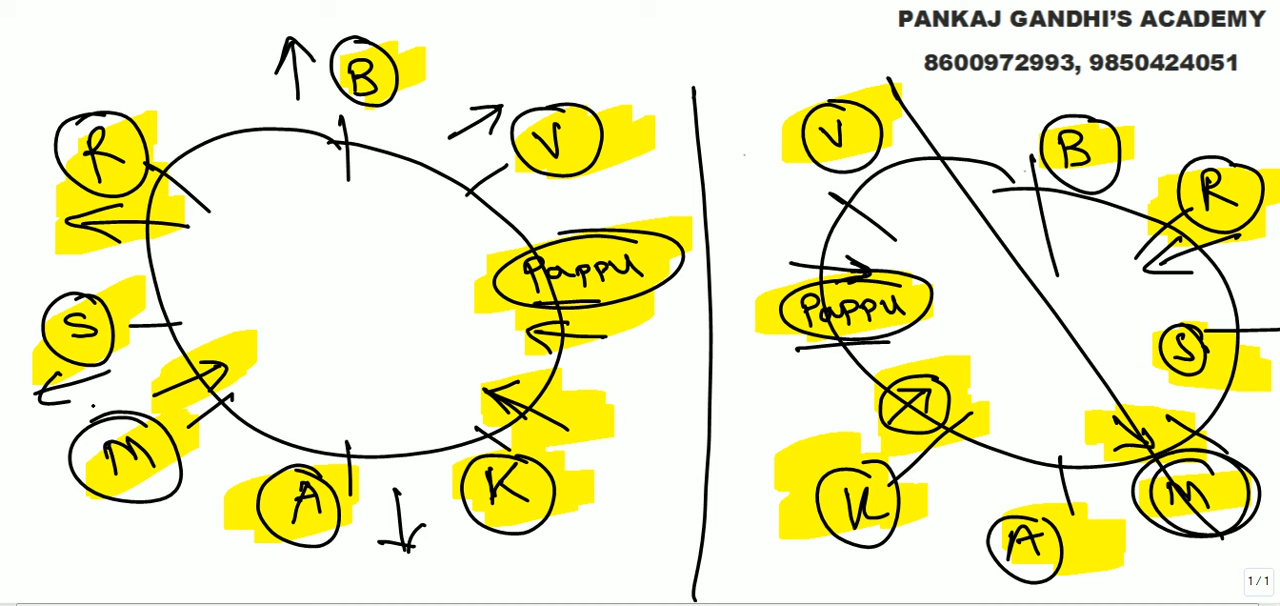 PANKAJ GANDHI'S ACADEMY
8600972993, 9850424051
B
R
V
Pappu
S
M
A
K
V
B
R
Pappu
S
K
M
A
1 / 1